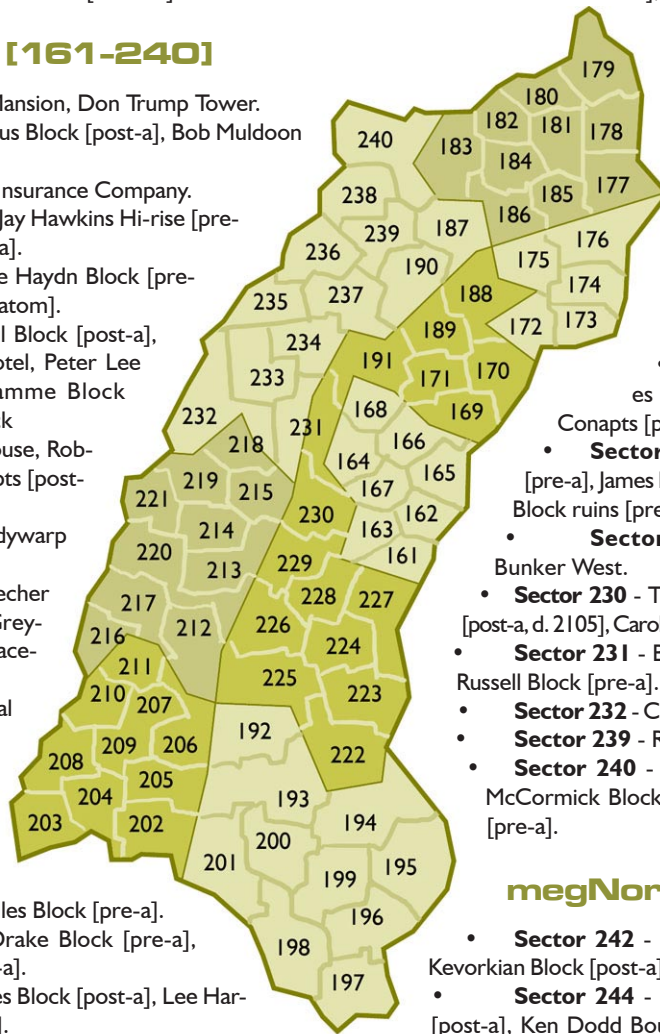 [161-240]
Mansion, Don Trump Tower.
us Block [post-a], Bob Muldoon
Insurance Company.
Jay Hawkins Hi-rise [pre-
a].
e Haydn Block [pre-
atom].
l Block [post-a],
otel, Peter Lee
amme Block
ck
ouse, Rob-
ots [post-
dywarp
echer
Grey-
ace-
al
les Block [pre-a].
Drake Block [pre-a],
-a].
es Block [post-a], Lee Har-
].
179
180
182
181
178
240
183
184
177
185
238
186
239
187
176
236
175
190
174
237
188
235
172
173
189
234
191
170
171
233
168
169
232
231
166
218
164
165
219
215
167
221
230
162
214
163
220
161
213
229
228
227
217
226
212
216
224
211
225
210
223
207
192
209
206
208
222
205
204
193
203
202
194
200
201
195
199
196
198
197
•
es
Conapts [p
• Sector
[pre-a], James
Block ruins [pre
• Sector
Bunker West.
• Sector 230 - T
[post-a, d. 2105], Carol
• Sector 231 - B
Russell Block [pre-a].
• Sector 232 - C
• Sector 239 - R
• Sector 240 -
McCormick Block
[pre-a].
megNor
• Sector 242 -
Kevorkian Block [post-a]
• Sector 244 -
[post-a], Ken Dodd Bou